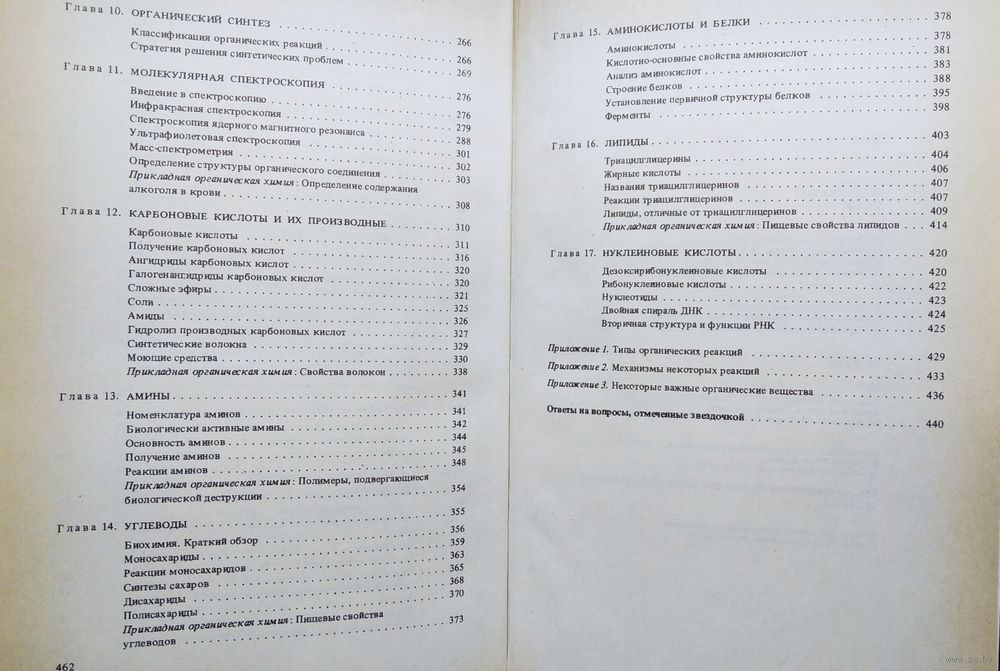 Глава 10. ОРГАНИЧЕСКИЙ СИНТЕЗ . . . 266
Классификация органических реакций . . . 266
Стратегия решения синтетических проблем . . . 269
Глава 11. МОЛЕКУЛЯРНАЯ СПЕКТРОСКОПИЯ . . . 276
Введение в спектроскопию . . . 276
Инфракрасная спектроскопия . . . 279
Спектроскопия ядерного магнитного резонанса . . . 288
Ультрафиолетовая спектроскопия . . . 301
Масс-спектрометрия . . . 302
Определение структуры органического соединения . . . 303
Прикладная органическая химия: Определение содержания
алкоголя в крови . . . 308
Глава 12. КАРБОНОВЫЕ КИСЛОТЫ И ИХ ПРОИЗВОДНЫЕ . . . 310
Карбоновые кислоты . . . 311
Получение карбоновых кислот . . . 316
Ангидриды карбоновых кислот . . . 320
Галогенангидриды карбоновых кислот . . . 320
Сложные эфиры . . . 321
Соли . . . 325
Амиды . . . 326
Гидролиз производных карбоновых кислот . . . 327
Синтетические волокна . . . 329
Моющие средства . . . 330
Прикладная органическая химия: Свойства волокон . . . 338
Глава 13. АМИНЫ . . . 341
Номенклатура аминов . . . 341
Биологически активные амины . . . 342
Основность аминов . . . 344
Получение аминов . . . 345
Реакции аминов . . . 348
Прикладная органическая химия: Полимеры, подвергающиеся
биологической деструкции . . . 354
Глава 14. УГЛЕВОДЫ . . . 355
Биохимия. Краткий обзор . . . 356
Моносахариды . . . 359
Реакции моносахаридов . . . 363
Синтезы сахаров . . . 365
Дисахариды . . . 368
Полисахариды . . . 370
Прикладная органическая химия: Пищевые свойства
углеводов . . . 373
462
Глава 15. АМИНОКИСЛОТЫ И БЕЛКИ . . . 378
Аминокислоты . . . 378
Кислотно-основные свойства аминокислот . . . 381
Анализ аминокислот . . . 383
Строение белков . . . 388
Установление первичной структуры белков . . . 395
Ферменты . . . 398
Глава 16. ЛИПИДЫ . . . 403
Триацилглицерины . . . 404
Жирные кислоты . . . 406
Названия триацилглицеринов . . . 407
Реакции триацилглицеринов . . . 407
Липиды, отличные от триацилглицеринов . . . 409
Прикладная органическая химия: Пищевые свойства липидов . . . 414
Глава 17. НУКЛЕИНОВЫЕ КИСЛОТЫ . . . 420
Дезоксирибонуклеиновые кислоты . . . 420
Рибонуклеиновые кислоты . . . 422
Нуклеотиды . . . 423
Двойная спираль ДНК . . . 424
Вторичная структура и функции РНК . . . 425
Приложение 1. Типы органических реакций . . . 429
Приложение 2. Механизмы некоторых реакций . . . 433
Приложение 3. Некоторые важные органические вещества . . . 436
Ответы на вопросы, отмеченные звездочкой . . . 440
www.ay.by